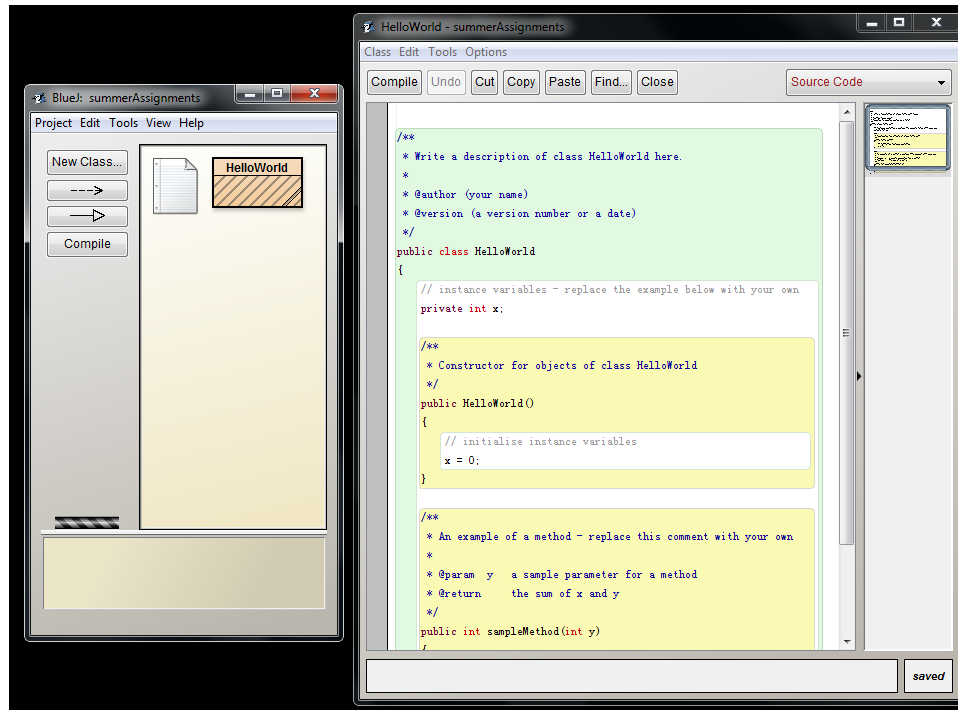 BlueJ: summerAssignments
Project Edit Tools View Help
New Class...
Compile
HelloWorld
HelloWorld - summerAssignments
Class Edit Tools Options
Compile Undo Cut Copy Paste Find... Close Source Code
/**
 * Write a description of class HelloWorld here.
 *
 * @author (your name)
 * @version (a version number or a date)
 */
public class HelloWorld
{
    // instance variables - replace the example below with your own
    private int x;
    /**
     * Constructor for objects of class HelloWorld
     */
    public HelloWorld()
    {
        // initialise instance variables
        x = 0;
    }
    /**
     * An example of a method - replace this comment with your own
     *
     * @param  y   a sample parameter for a method
     * @return     the sum of x and y
     */
    public int sampleMethod(int y)
    {
saved